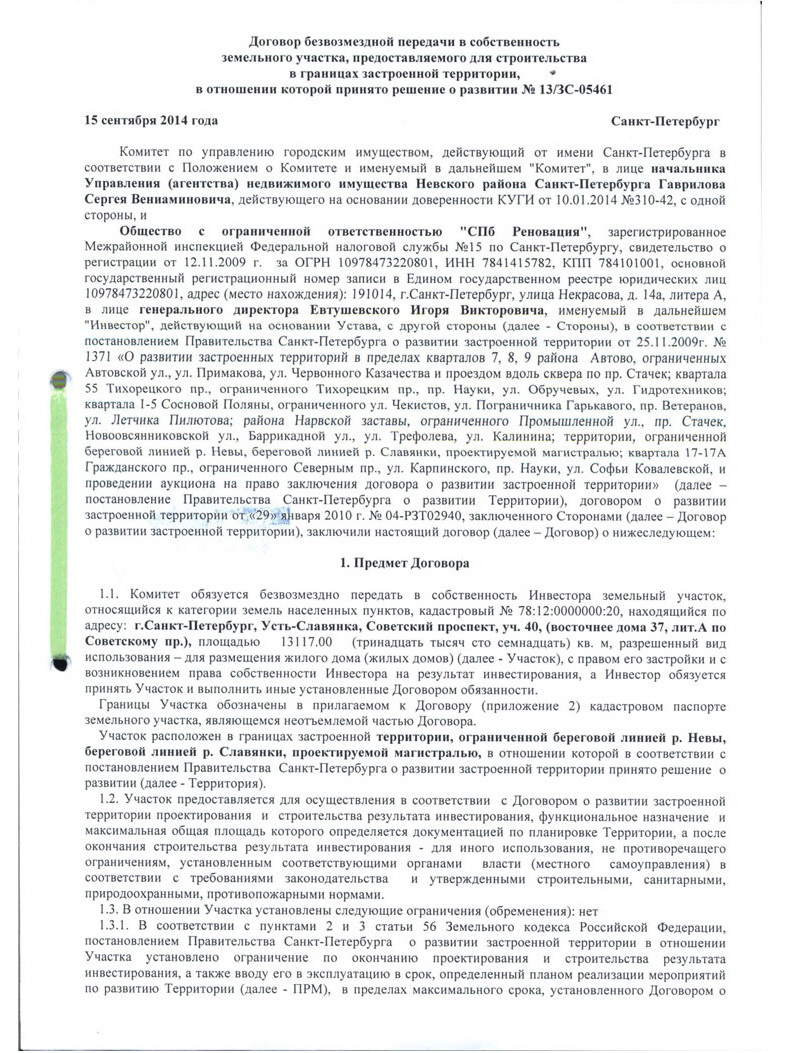 Договор безвозмездной передачи в собственность
земельного участка, предоставляемого для строительства
в границах застроенной территории,
в отношении которой принято решение о развитии № 13/ЗС-05461
15 сентября 2014 года Санкт-Петербург
Комитет по управлению городским имуществом, действующий от имени Санкт-Петербурга в
соответствии с Положением о Комитете и именуемый в дальнейшем "Комитет", в лице начальника
Управления (агентства) недвижимого имущества Невского района Санкт-Петербурга Гаврилова
Сергея Вениаминовича, действующего на основании доверенности КУГИ от 10.01.2014 №310-42, с одной
стороны, и
Общество с ограниченной ответственностью "СПб Реновация", зарегистрированное
Межрайонной инспекцией Федеральной налоговой службы №15 по Санкт-Петербургу, свидетельство о
регистрации от 12.11.2009 г. за ОГРН 10978473220801, ИНН 7841415782, КПП 784101001, основной
государственный регистрационный номер записи в Едином государственном реестре юридических лиц
10978473220801, адрес (место нахождения): 191014, г.Санкт-Петербург, улица Некрасова, д. 14а, литера А,
в лице генерального директора Евтушевского Игоря Викторовича, именуемый в дальнейшем
"Инвестор", действующий на основании Устава, с другой стороны (далее - Стороны), в соответствии с
постановлением Правительства Санкт-Петербурга о развитии застроенной территории от 25.11.2009г. №
1371 «О развитии застроенных территорий в пределах кварталов 7, 8, 9 района Автово, ограниченных
Автовской ул., ул. Примакова, ул. Червонного Казачества и проездом вдоль сквера по пр. Стачек; квартала
55 Тихорецкого пр., ограниченного Тихорецким пр., пр. Науки, ул. Обручевых, ул. Гидротехников;
квартала 1-5 Сосновой Поляны, ограниченного ул. Чекистов, ул. Пограничника Гарькавого, пр. Ветеранов,
ул. Летчика Пилютова; района Нарвской заставы, ограниченного Промышленной ул., пр. Стачек,
Новоовсянниковской ул., Баррикадной ул., ул. Трефолева, ул. Калинина; территории, ограниченной
береговой линией р. Невы, береговой линией р. Славянки, проектируемой магистралью; квартала 17-17А
Гражданского пр., ограниченного Северным пр., ул. Карпинского, пр. Науки, ул. Софьи Ковалевской, и
проведении аукциона на право заключения договора о развитии застроенной территории» (далее –
постановление Правительства Санкт-Петербурга о развитии Территории), договором о развитии
застроенной территории от «29» января 2010 г. № 04-РЗТ02940, заключенного Сторонами (далее – Договор
о развитии застроенной территории), заключили настоящий договор (далее – Договор) о нижеследующем:
1. Предмет Договора
1.1. Комитет обязуется безвозмездно передать в собственность Инвестора земельный участок,
относящийся к категории земель населенных пунктов, кадастровый № 78:12:0000000:20, находящийся по
адресу: г.Санкт-Петербург, Усть-Славянка, Советский проспект, уч. 40, (восточнее дома 37, лит.А по
Советскому пр.), площадью 13117.00 (тринадцать тысяч сто семнадцать) кв. м, разрешенный вид
использования – для размещения жилого дома (жилых домов) (далее - Участок), с правом его застройки и с
возникновением права собственности Инвестора на результат инвестирования, а Инвестор обязуется
принять Участок и выполнить иные установленные Договором обязанности.
Границы Участка обозначены в прилагаемом к Договору (приложение 2) кадастровом паспорте
земельного участка, являющемся неотъемлемой частью Договора.
Участок расположен в границах застроенной территории, ограниченной береговой линией р. Невы,
береговой линией р. Славянки, проектируемой магистралью, в отношении которой в соответствии с
постановлением Правительства Санкт-Петербурга о развитии застроенной территории принято решение о
развитии (далее - Территория).
1.2. Участок предоставляется для осуществления в соответствии с Договором о развитии застроенной
территории проектирования и строительства результата инвестирования, функциональное назначение и
максимальная общая площадь которого определяется документацией по планировке Территории, а после
окончания строительства результата инвестирования - для иного использования, не противоречащего
ограничениям, установленным соответствующими органами власти (местного самоуправления) в
соответствии с требованиями законодательства и утвержденными строительными, санитарными,
природоохранными, противопожарными нормами.
1.3. В отношении Участка установлены следующие ограничения (обременения): нет
1.3.1. В соответствии с пунктами 2 и 3 статьи 56 Земельного кодекса Российской Федерации,
постановлением Правительства Санкт-Петербурга о развитии застроенной территории в отношении
Участка установлено ограничение по окончанию проектирования и строительства результата
инвестирования, а также вводу его в эксплуатацию в срок, определенный планом реализации мероприятий
по развитию Территории (далее - ПРМ), в пределах максимального срока, установленного Договором о